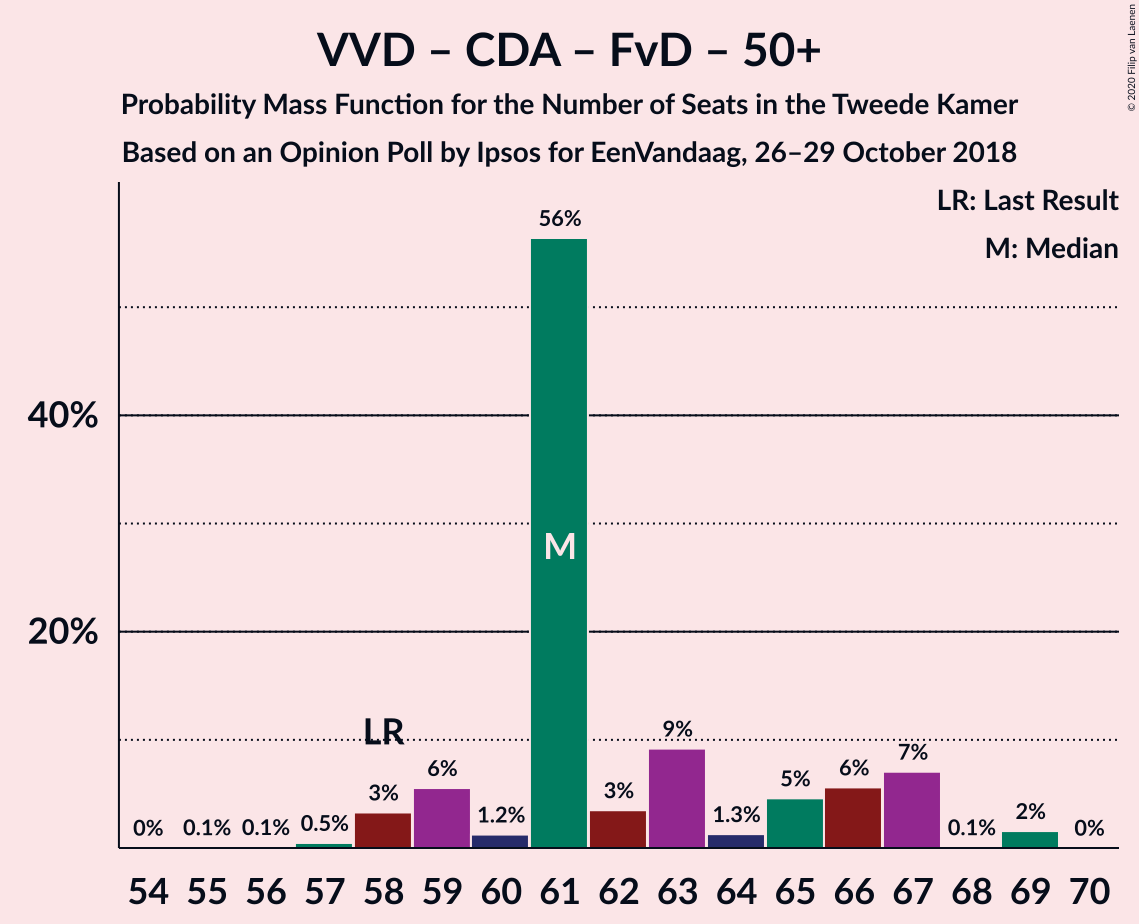 VVD – CDA – FvD – 50+
Probability Mass Function for the Number of Seats in the Tweede Kamer
Based on an Opinion Poll by Ipsos for EenVandaag, 26–29 October 2018
© 2020 Filip van Laenen
LR: Last Result
M: Median
40%
20%
0%
0.1%
0.1%
0.5%
3%
6%
1.2%
56%
3%
9%
1.3%
5%
6%
7%
0.1%
2%
0%
LR
M
54 55 56 57 58 59 60 61 62 63 64 65 66 67 68 69 70